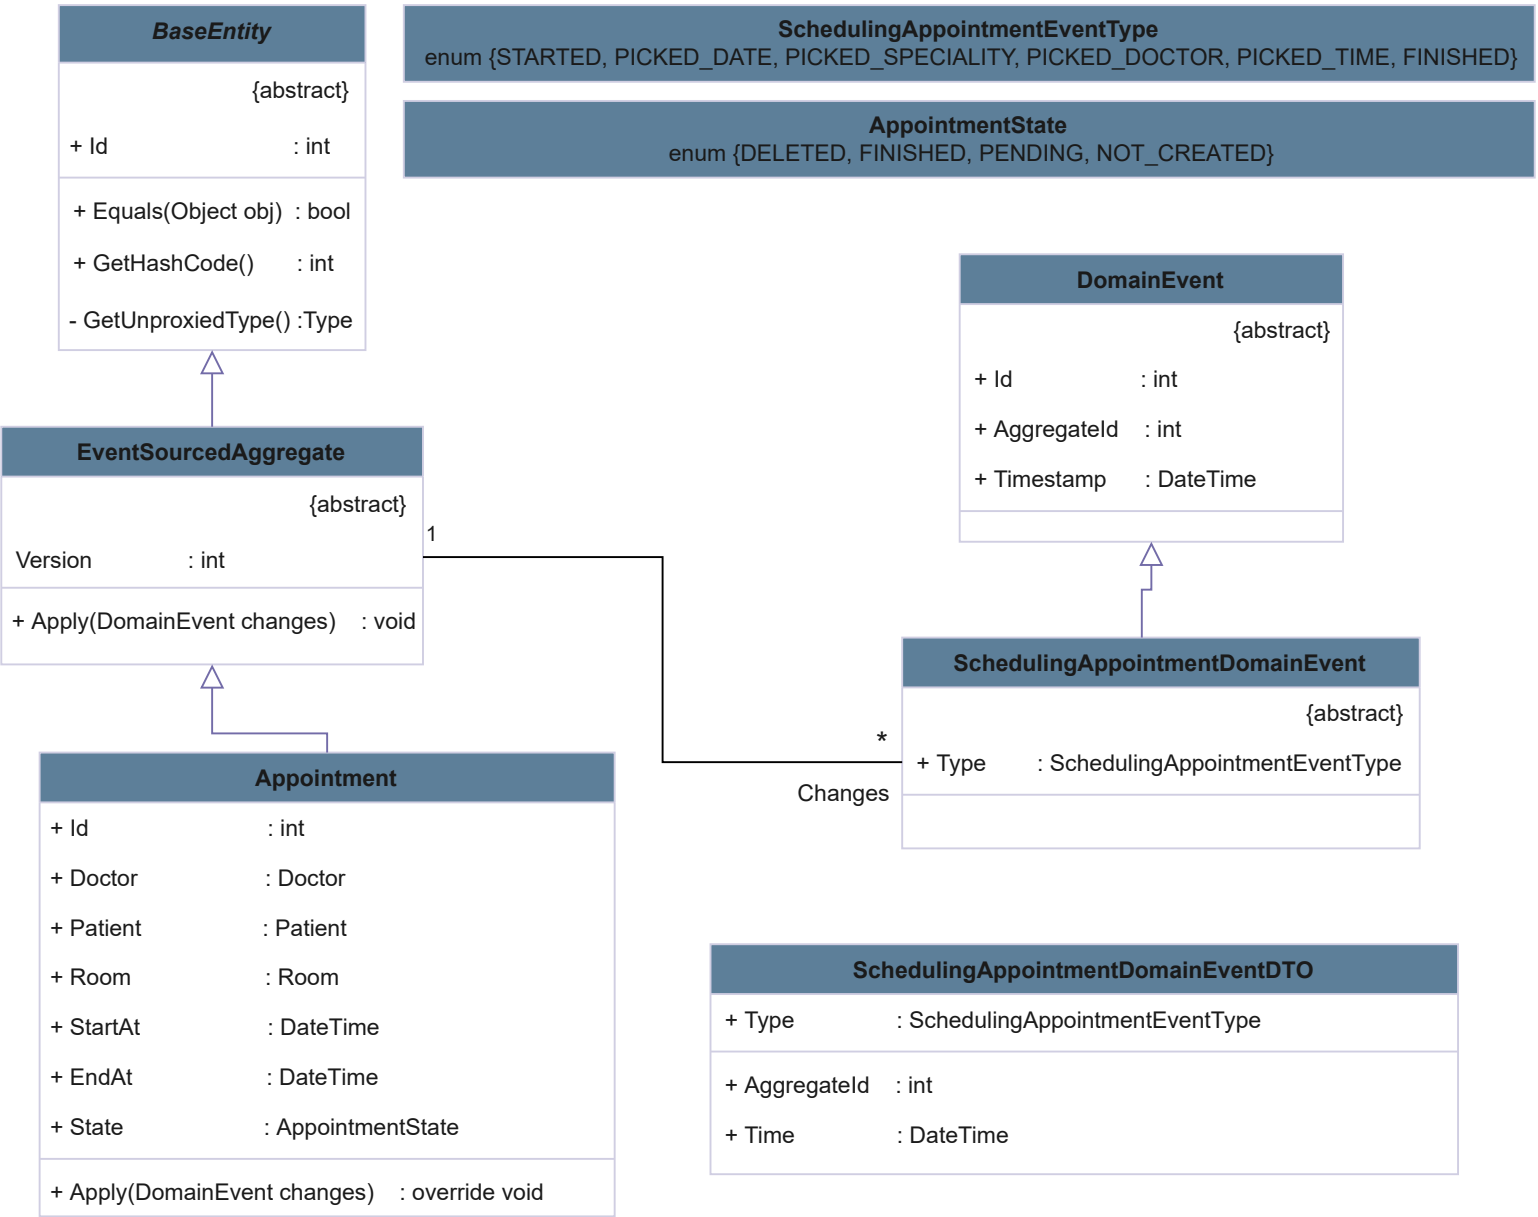 BaseEntity
{abstract}
+ Id : int
+ Equals(Object obj) : bool
+ GetHashCode() : int
- GetUnproxiedType() :Type
SchedulingAppointmentEventType
enum {STARTED, PICKED_DATE, PICKED_SPECIALITY, PICKED_DOCTOR, PICKED_TIME, FINISHED}
AppointmentState
enum {DELETED, FINISHED, PENDING, NOT_CREATED}
DomainEvent
{abstract}
+ Id : int
+ AggregateId : int
+ Timestamp : DateTime
EventSourcedAggregate
{abstract}
Version : int
+ Apply(DomainEvent changes) : void
1
*
Changes
SchedulingAppointmentDomainEvent
{abstract}
+ Type : SchedulingAppointmentEventType
Appointment
+ Id : int
+ Doctor : Doctor
+ Patient : Patient
+ Room : Room
+ StartAt : DateTime
+ EndAt : DateTime
+ State : AppointmentState
+ Apply(DomainEvent changes) : override void
SchedulingAppointmentDomainEventDTO
+ Type : SchedulingAppointmentEventType
+ AggregateId : int
+ Time : DateTime